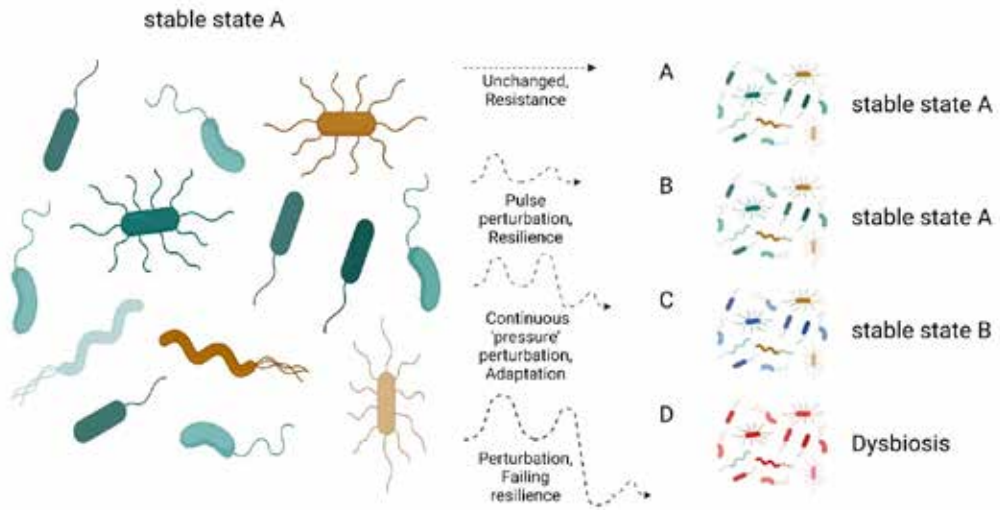 stable state A
Unchanged,
Resistance
A
stable state A
Pulse
perturbation,
Resilience
B
stable state A
Continuous
'pressure'
perturbation,
Adaptation
C
stable state B
Perturbation,
Failing
resilience
D
Dysbiosis